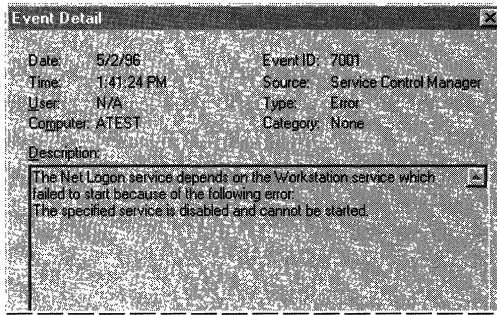 Event Detail
Date: 5/2/96 Event ID: 7001
Time: 1:41:24 PM Source: Service Control Manager
User: N/A Type: Error
Computer: ATEST Category: None
Description:
The Net Logon service depends on the Workstation service which
failed to start because of the following error:
The specified service is disabled and cannot be started.